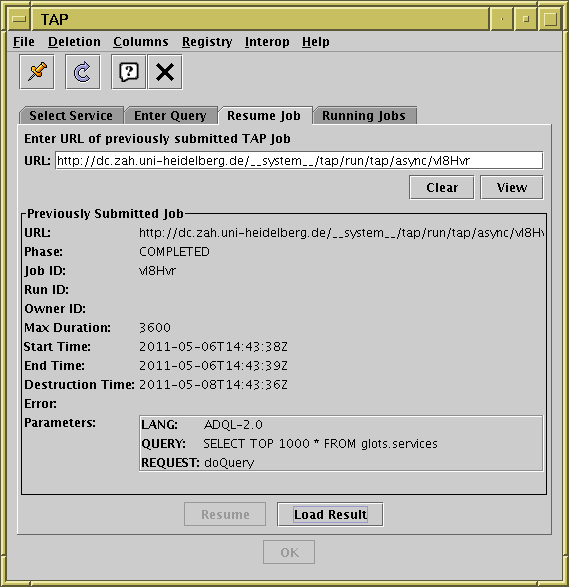 TAP
File Deletion Columns Registry Interop Help
Select Service Enter Query Resume Job Running Jobs
Enter URL of previously submitted TAP Job
URL: http://dc.zah.uni-heidelberg.de/__system__/tap/run/tap/async/vl8Hvr
Clear View
Previously Submitted Job
URL: http://dc.zah.uni-heidelberg.de/__system__/tap/run/tap/async/vl8Hv
Phase: COMPLETED
Job ID: vl8Hvr
Run ID:
Owner ID:
Max Duration: 3600
Start Time: 2011-05-06T14:43:38Z
End Time: 2011-05-06T14:43:39Z
Destruction Time: 2011-05-08T14:43:36Z
Error:
Parameters: LANG: ADQL-2.0
QUERY: SELECT TOP 1000 * FROM glots.services
REQUEST: doQuery
Resume Load Result
OK